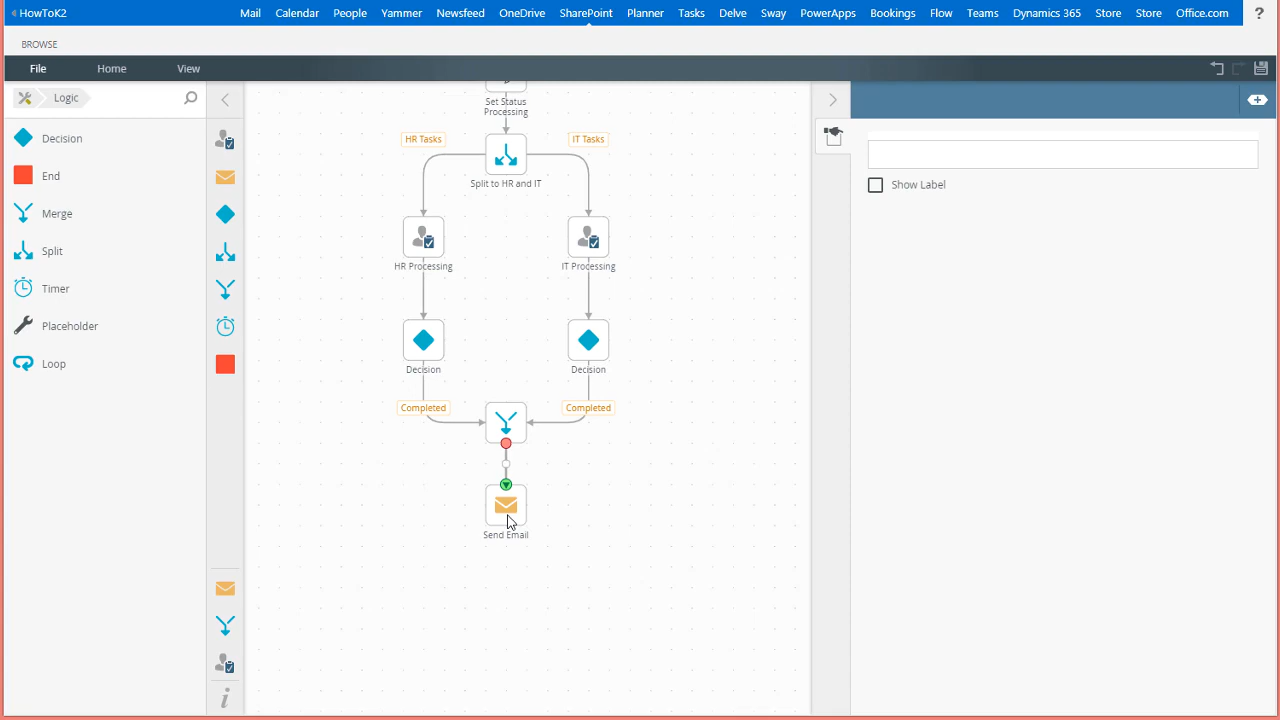 HowToK2
Mail Calendar People Yammer Newsfeed OneDrive SharePoint Planner Tasks Delve Sway PowerApps Bookings Flow Teams Dynamics 365 Store Store Office.com ?
BROWSE
File Home View
Logic
Decision
End
Merge
Split
Timer
Placeholder
Loop
Set Status
Processing
HR Tasks
IT Tasks
Split to HR and IT
HR Processing
IT Processing
Decision
Decision
Completed
Completed
Send Email
Show Label